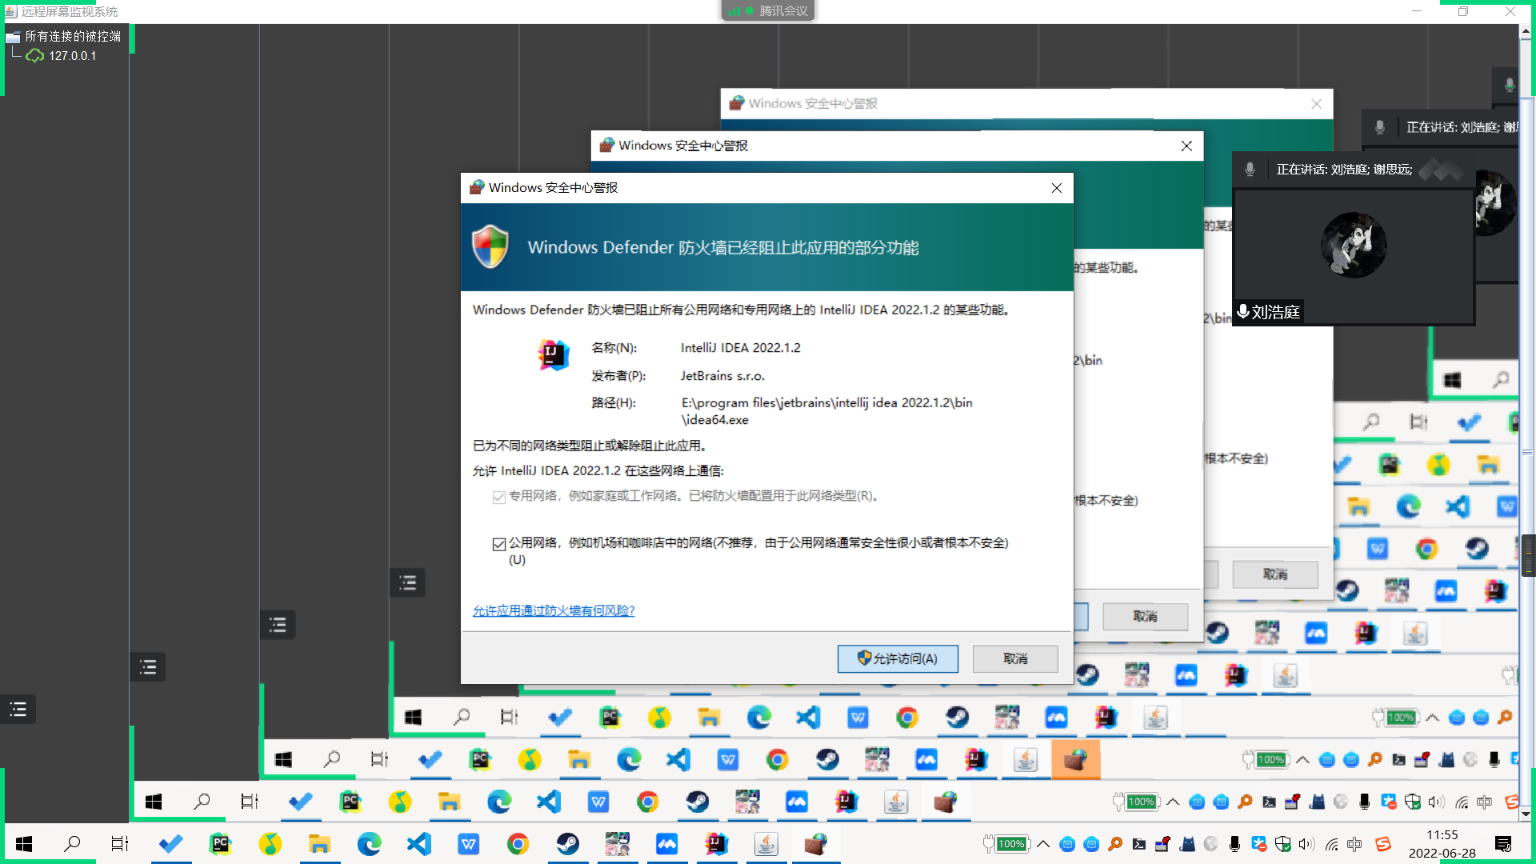 远程屏幕监视系统
腾讯会议
所有连接的被控端
127.0.0.1
Windows 安全中心警报
Windows 安全中心警报
Windows 安全中心警报
正在讲话: 刘浩庭; 谢思
正在讲话: 刘浩庭; 谢思远;
刘浩庭
Windows Defender 防火墙已经阻止此应用的部分功能
Windows Defender 防火墙已阻止所有公用网络和专用网络上的 IntelliJ IDEA 2022.1.2 的某些功能。
的某些功能。
的某
名称(N): IntelliJ IDEA 2022.1.2
发布者(P): JetBrains s.r.o.
路径(H): E:\program files\jetbrains\intellij idea 2022.1.2\bin
\idea64.exe
2\bin
2\bin
已为不同的网络类型阻止或解除阻止此应用。
允许 IntelliJ IDEA 2022.1.2 在这些网络上通信:
专用网络，例如家庭或工作网络。已将防火墙配置用于此网络类型(R)。
公用网络，例如机场和咖啡店中的网络(不推荐，由于公用网络通常安全性很小或者根本不安全)
(U)
根本不安全)
根本不安全)
允许应用通过防火墙有何风险?
允许访问(A)
取消
取消
取消
100%
100%
100%
100%
中
中
11:55
2022-06-28